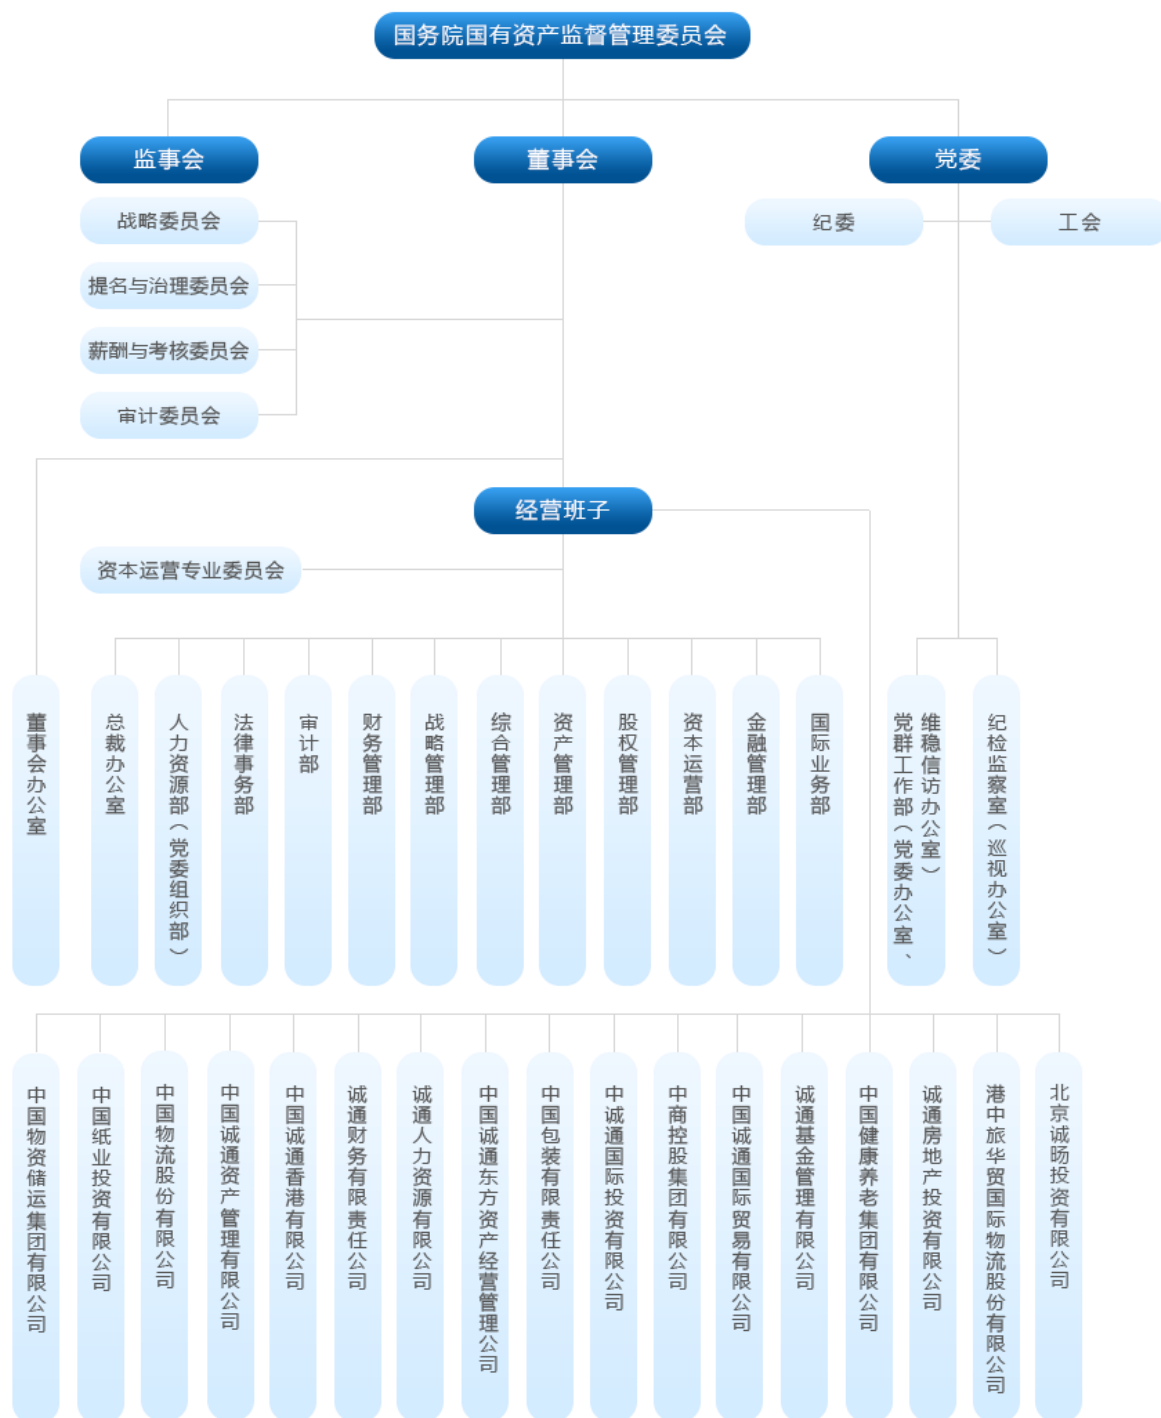 国务院国有资产监督管理委员会
监事会
董事会
党委
战略委员会
纪委
工会
提名与治理委员会
薪酬与考核委员会
审计委员会
经营班子
资本运营专业委员会
董事会办公室
总裁办公室
人力资源部（党委组织部）
法律事务部
审计部
财务管理部
战略管理部
综合管理部
资产管理部
股权管理部
资本运营部
金融管理部
国际业务部
党群工作部（党委办公室、
维稳信访办公室）
纪检监察室（巡视办公室）
中国物资储运集团有限公司
中国纸业投资有限公司
中国物流股份有限公司
中国诚通资产管理有限公司
中国诚通香港有限公司
诚通财务有限责任公司
诚通人力资源有限公司
中国诚通东方资产经营管理公司
中国包装有限责任公司
中诚通国际投资有限公司
中商控股集团有限公司
中国诚通国际贸易有限公司
诚通基金管理有限公司
中国健康养老集团有限公司
诚通房地产投资有限公司
港中旅华贸国际物流股份有限公司
北京诚旸投资有限公司